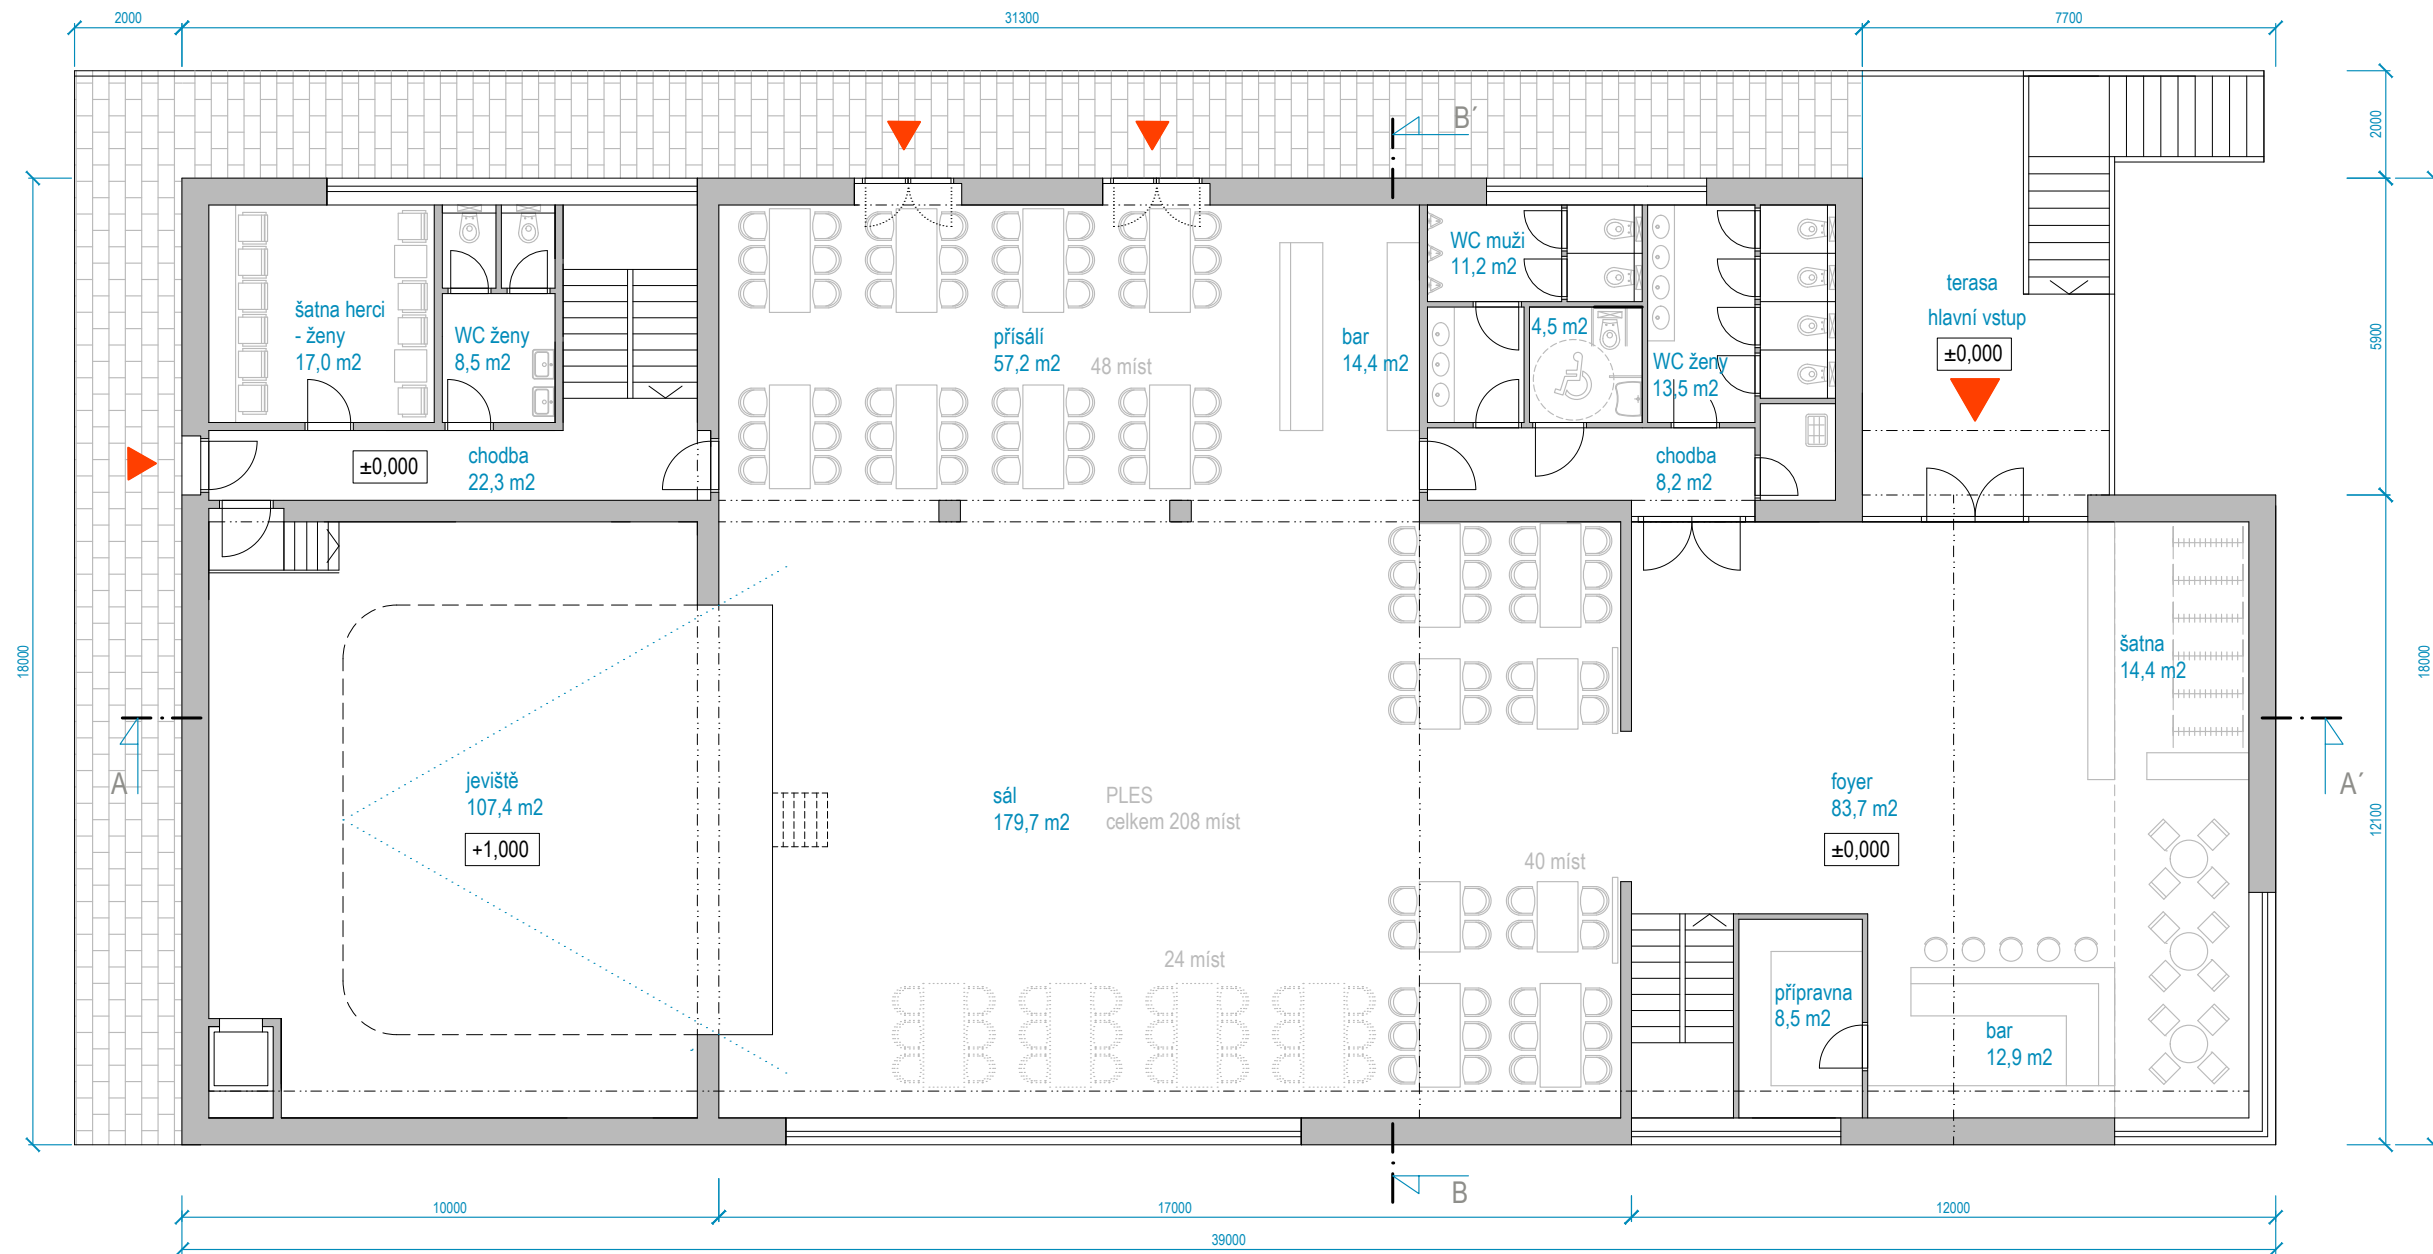 2000
31300
7700
B´
2000
18000
5900
18000
12100
šatna herci
- ženy
17,0 m2
WC ženy
8,5 m2
přísálí
57,2 m2
48 míst
bar
14,4 m2
WC muži
11,2 m2
4,5 m2
WC ženy
13,5 m2
terasa
hlavní vstup
±0,000
±0,000
chodba
22,3 m2
chodba
8,2 m2
šatna
14,4 m2
A
A´
jeviště
107,4 m2
+1,000
sál
179,7 m2
PLES
celkem 208 míst
foyer
83,7 m2
±0,000
40 míst
24 míst
přípravna
8,5 m2
bar
12,9 m2
B
10000
17000
12000
39000